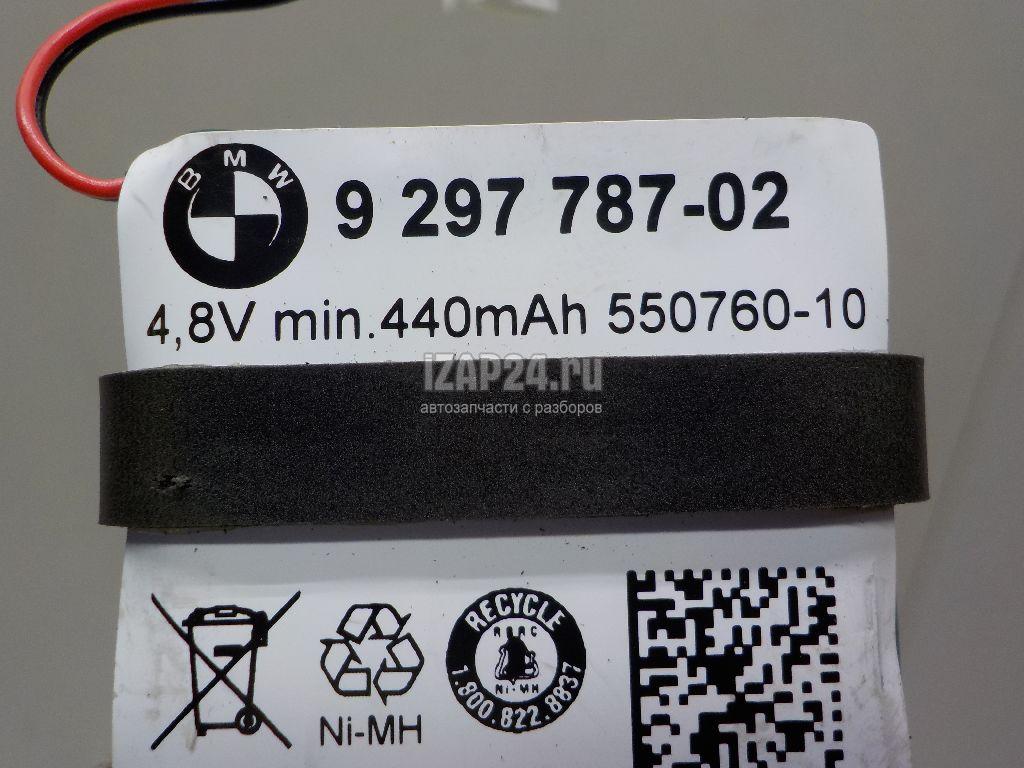 BMW
9 297 787-02
4,8V min.440mAh 550760-10
iZAP24.ru
автозапчасти с разборов
RECYCLE
RBRC
Ni-MH
1.800.822.8837
Ni-MH